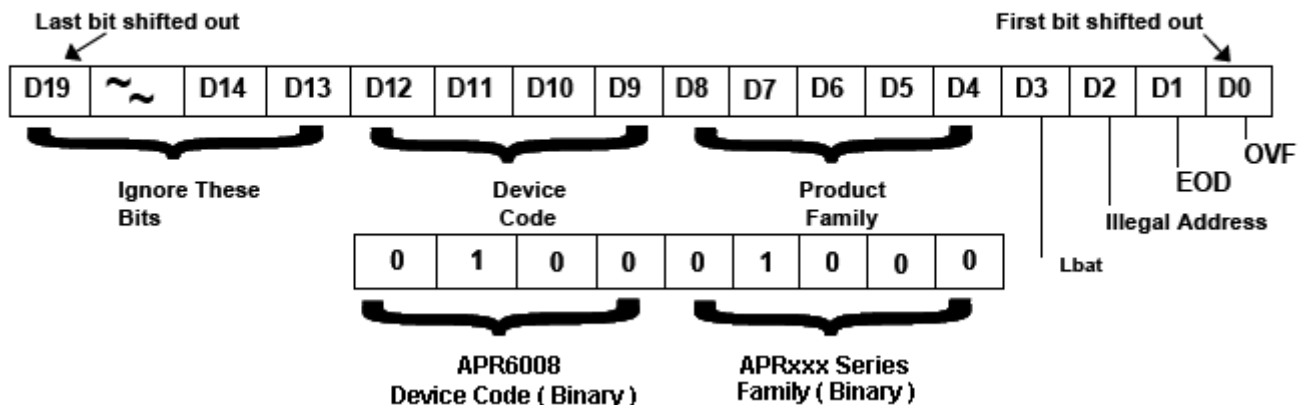 Last bit shifted out
First bit shifted out
D19 ~~ D14 D13 D12 D11 D10 D9 D8 D7 D6 D5 D4 D3 D2 D1 D0
OVF
EOD
Ignore These
Bits
Device
Code
Product
Family
Illegal Address
Lbat
0 1 0 0 0 1 0 0 0
APR6008
Device Code ( Binary )
APRxxx Series
Family ( Binary )